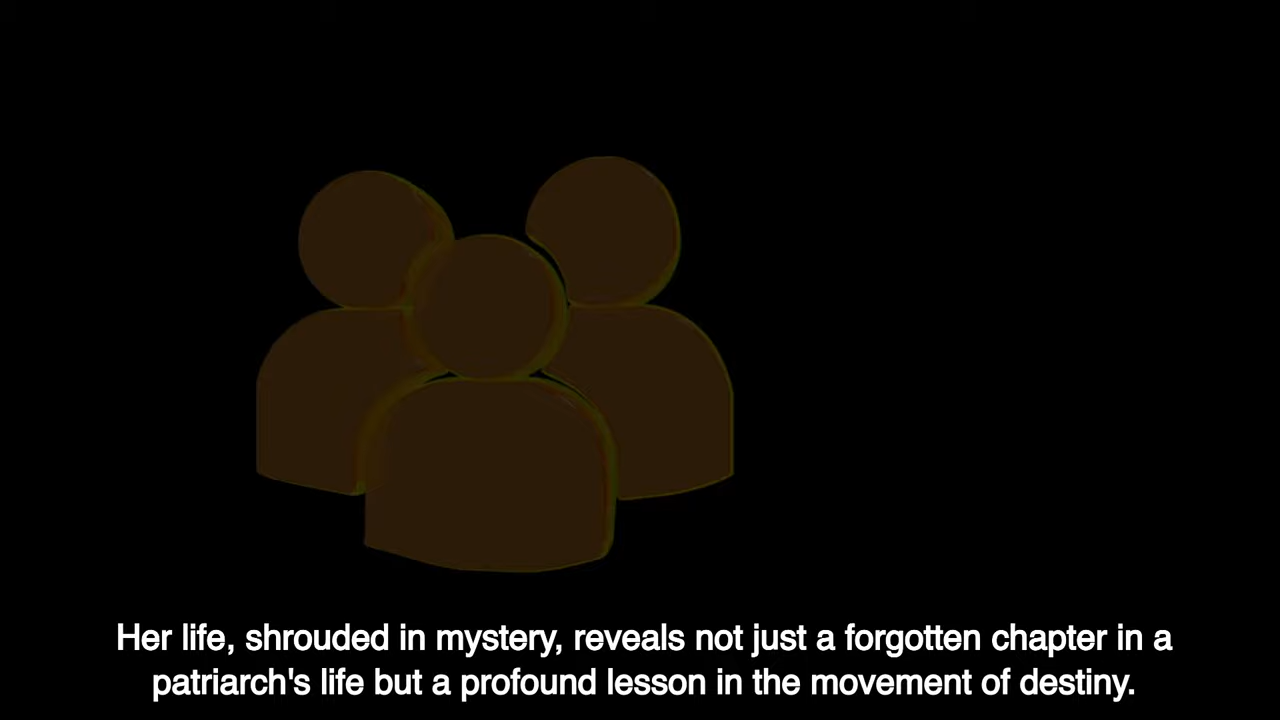 Her life, shrouded in mystery, reveals not just a forgotten chapter in a
patriarch's life but a profound lesson in the movement of destiny.